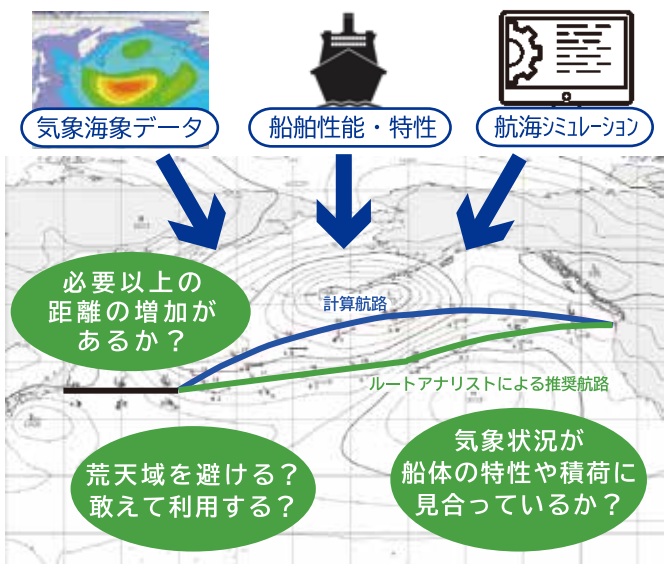 気象海象データ
船舶性能・特性
航海シミュレーション
必要以上の
距離の増加が
あるか？
計算航路
ルートアナリストによる推奨航路
荒天域を避ける？
敢えて利用する？
気象状況が
船体の特性や積荷に
見合っているか？